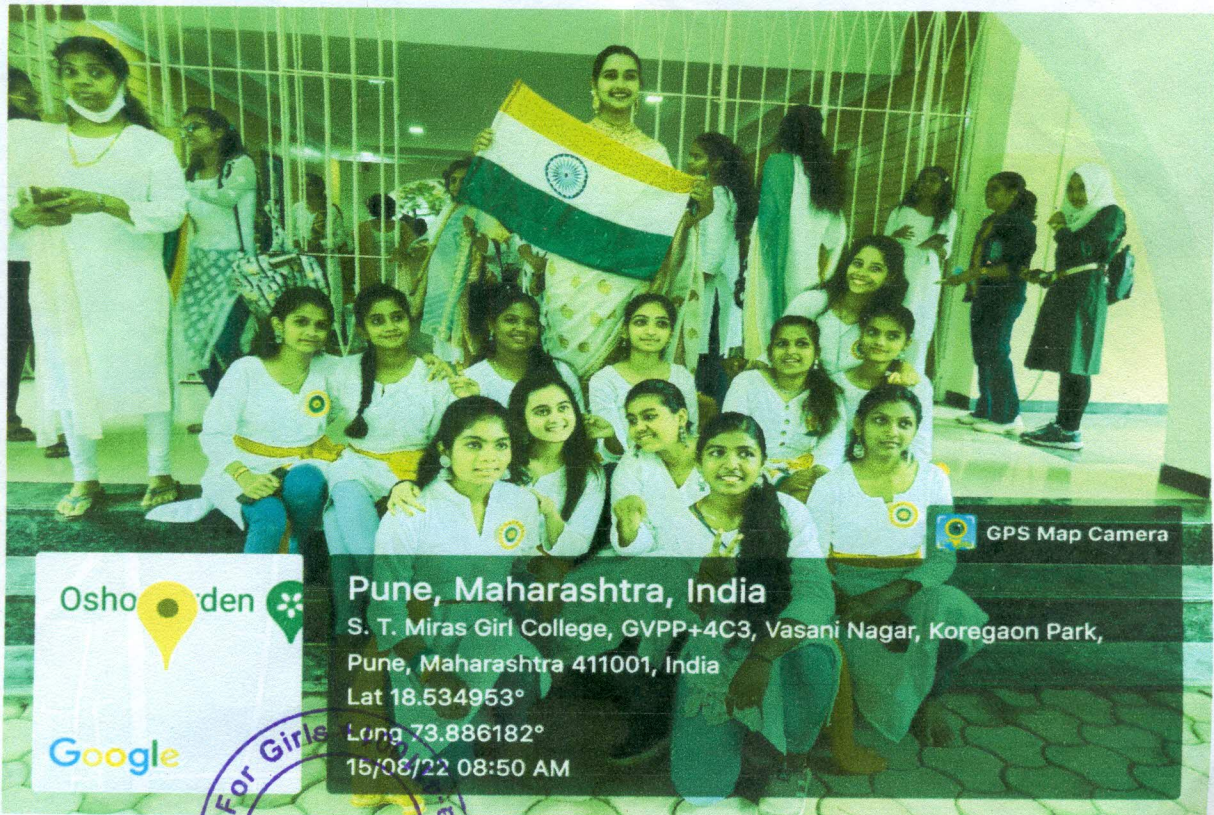 GPS Map Camera
Osho
rden
Google
Pune, Maharashtra, India
S. T. Miras Girl College, GVPP+4C3, Vasani Nagar, Koregaon Park,
Pune, Maharashtra 411001, India
Lat 18.534953°
Long 73.886182°
15/08/22 08:50 AM
For Girls